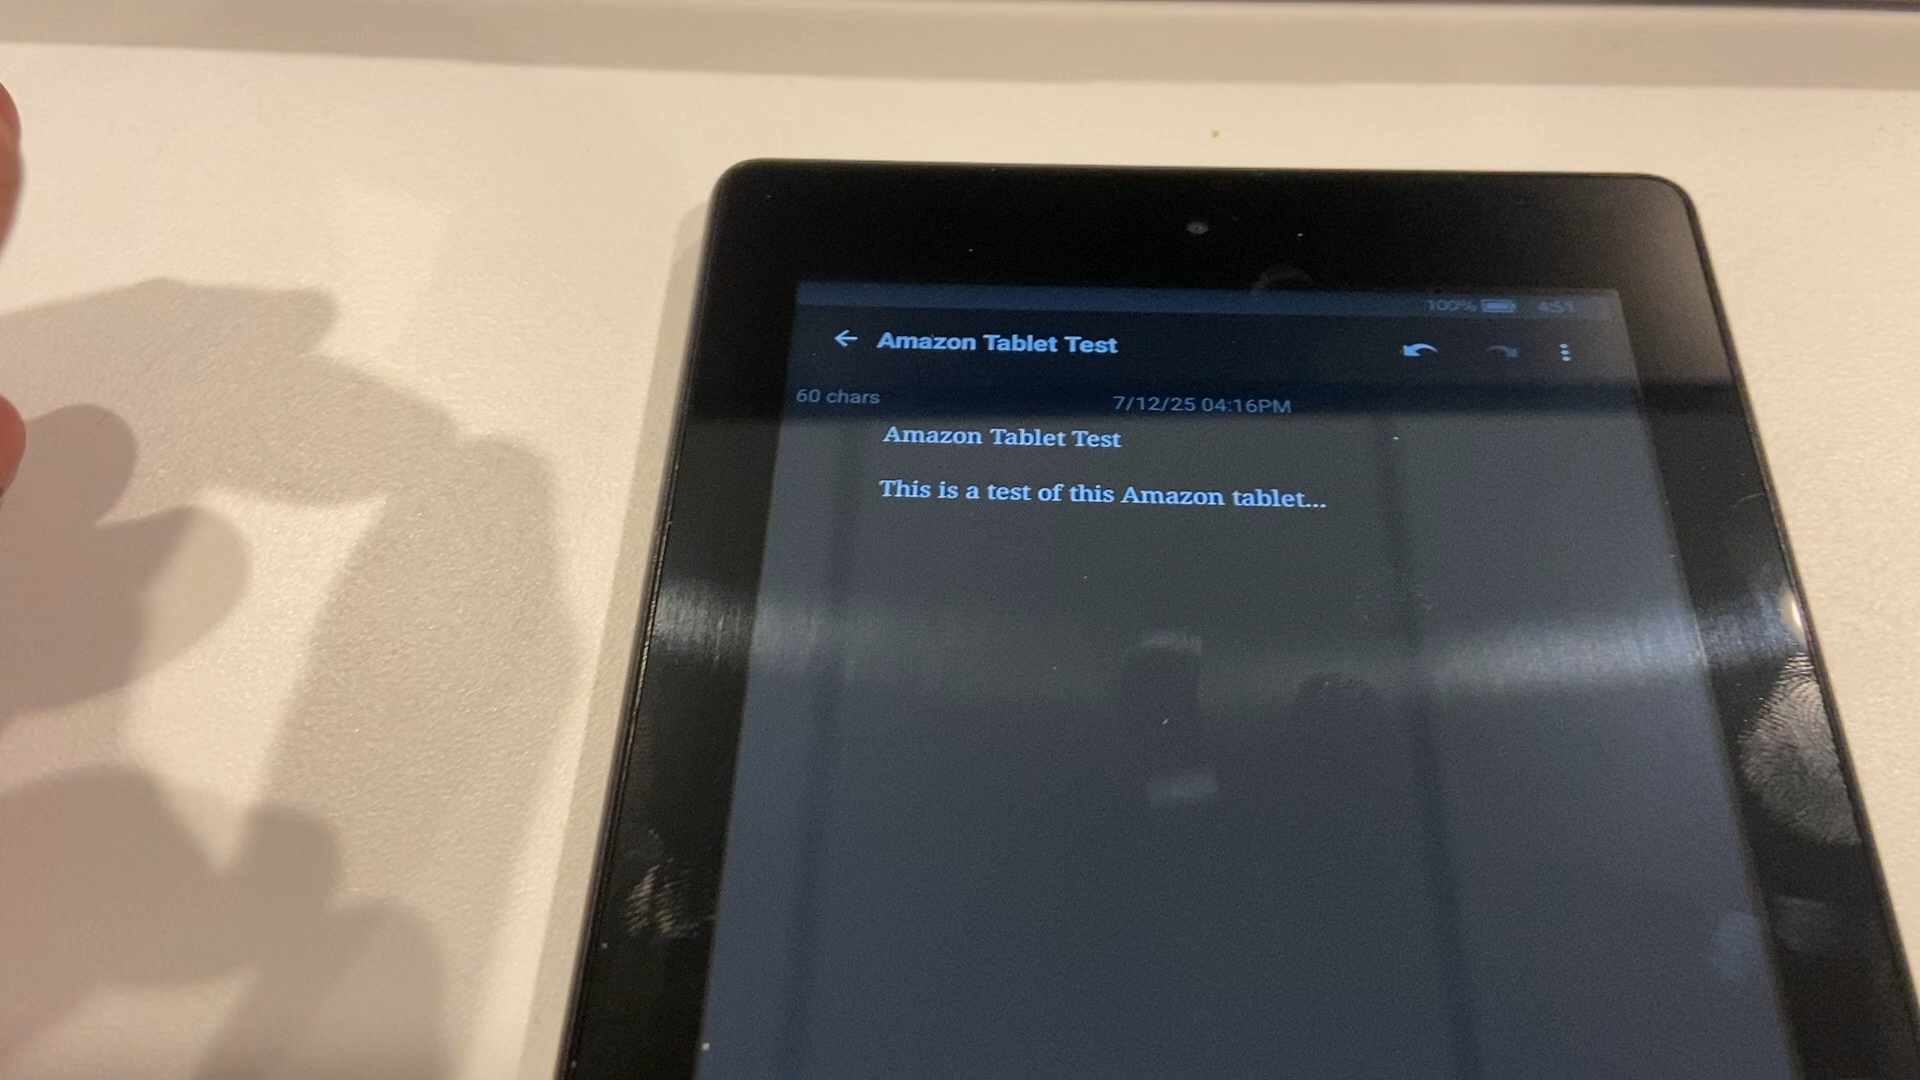 100% 4:51
Amazon Tablet Test
60 chars 7/12/25 04:16PM
Amazon Tablet Test
This is a test of this Amazon tablet...